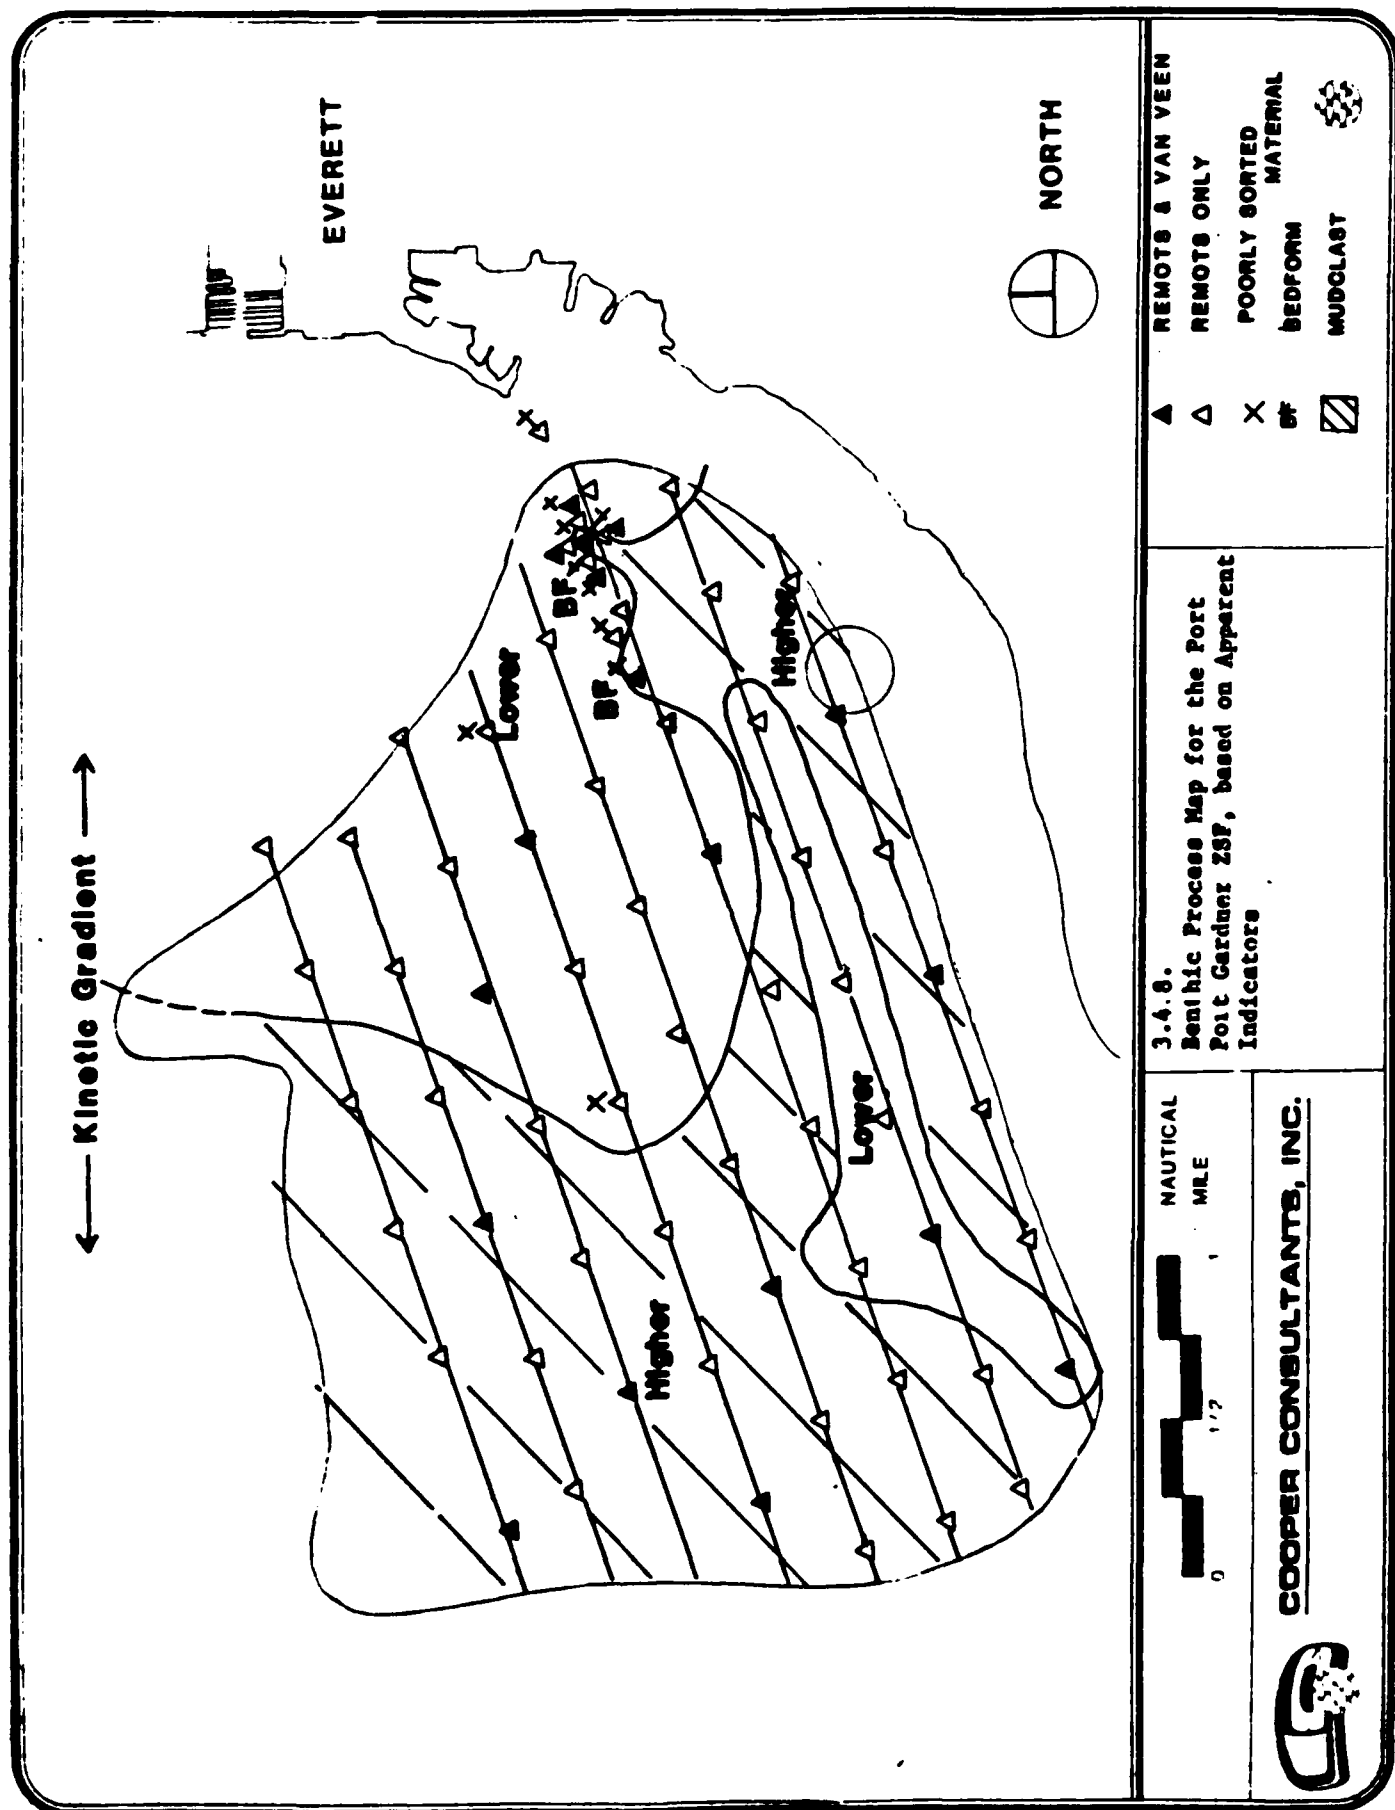 ← Kinetic Gradient →
EVERETT
Lower
BF
BF
Higher
Lower
Higher
NORTH
NAUTICAL
MILE
0 1/2 1
COOPER CONSULTANTS, INC.
3.4.8.
Benthic Process Map for the Port
Port Gardner ZSF, based on Apparent
Indicators
▲ REMOTS & VAN VEEN
△ REMOTS ONLY
X POORLY SORTED
MATERIAL
BF BEDFORM
MUDCLAST